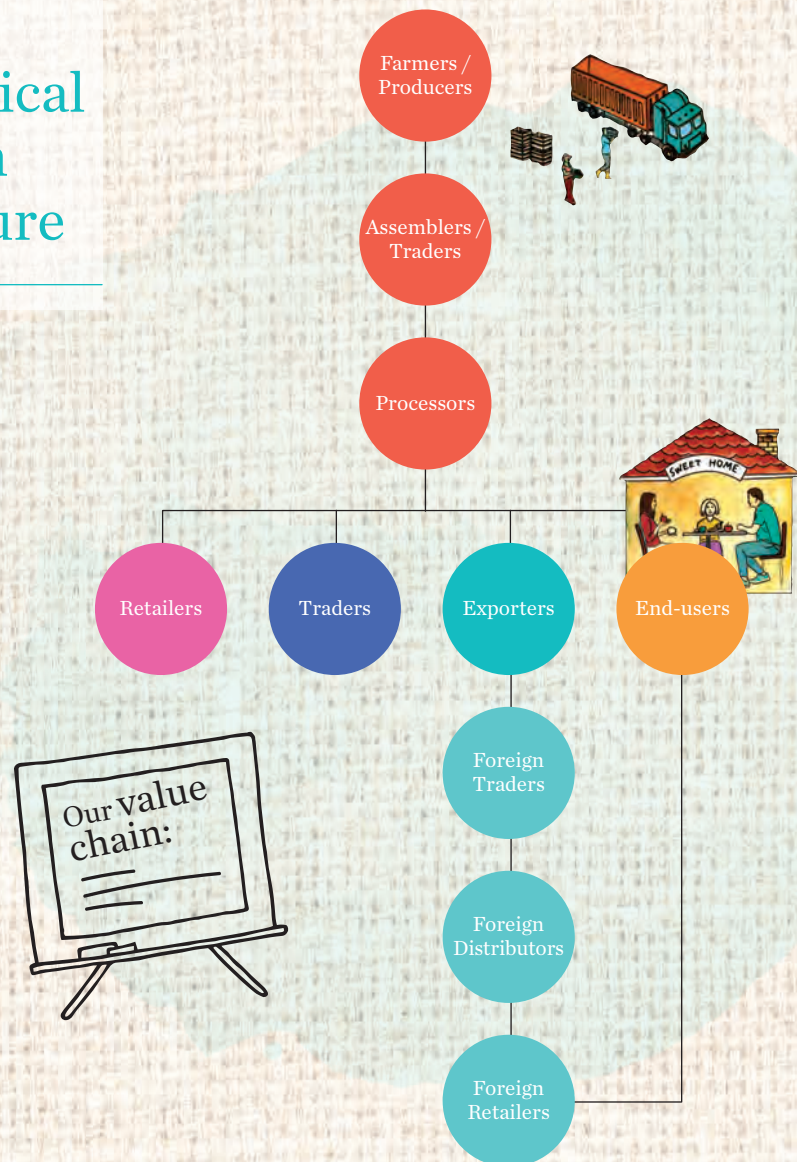 ical
ure
Farmers /
Producers
Assemblers /
Traders
Processors
SWEET HOME
Retailers
Traders
Exporters
End-users
Our value
chain:
Foreign
Traders
Foreign
Distributors
Foreign
Retailers